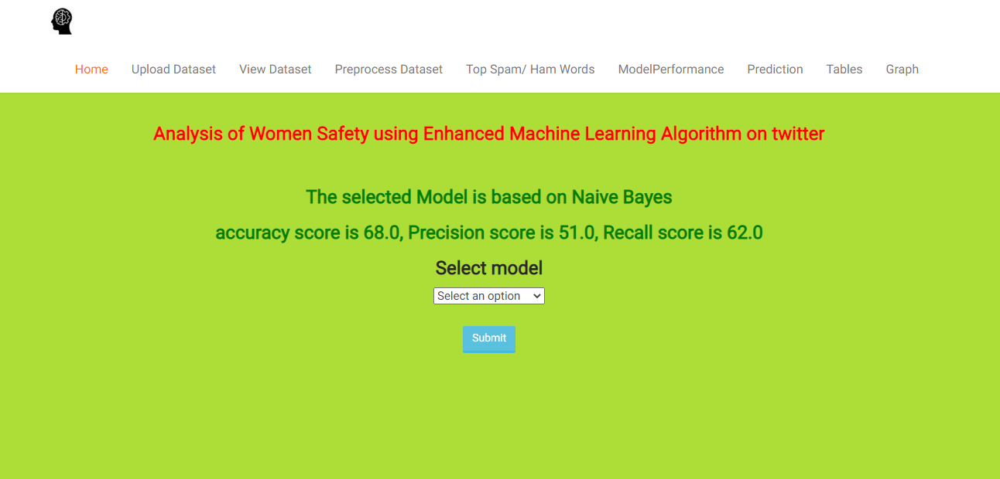 Home Upload Dataset View Dataset Preprocess Dataset Top Spam/ Ham Words ModelPerformance Prediction Tables Graph
Analysis of Women Safety using Enhanced Machine Learning Algorithm on twitter
The selected Model is based on Naive Bayes
accuracy score is 68.0, Precision score is 51.0, Recall score is 62.0
Select model
Select an option
Submit